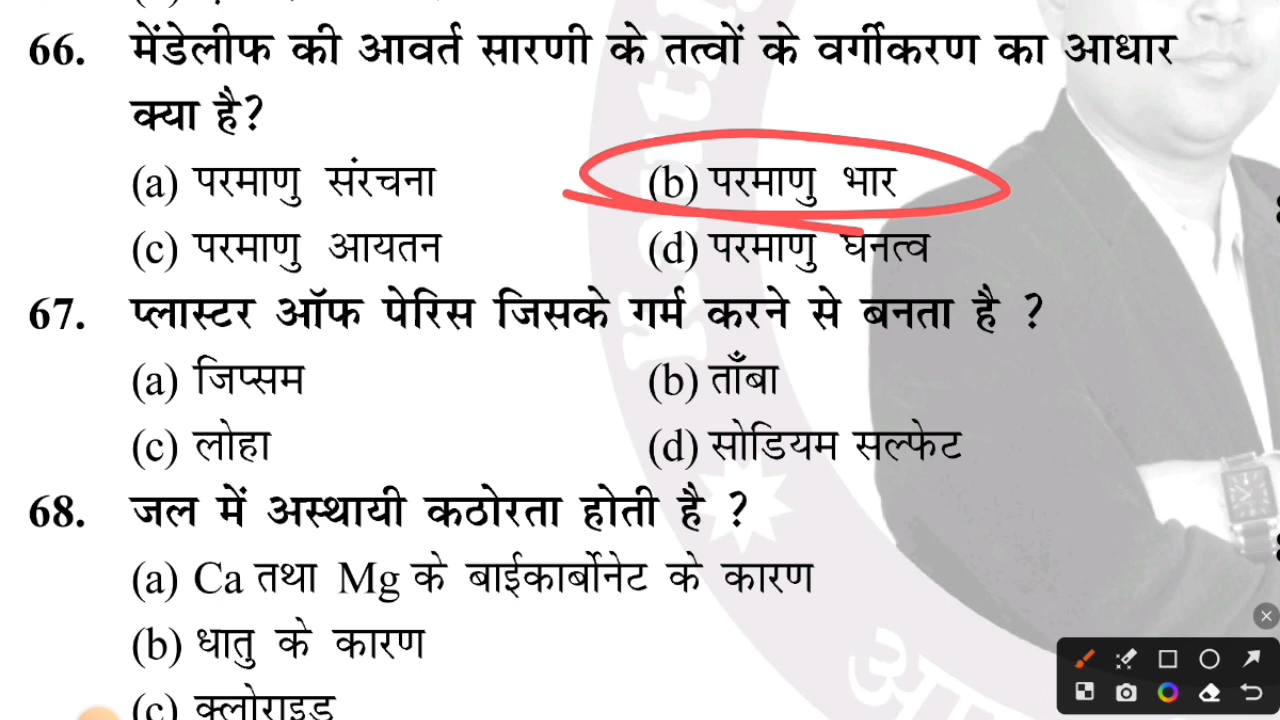 66. मेंडेलीफ की आवर्त सारणी के तत्वों के वर्गीकरण का आधार
क्या है?
(a) परमाणु संरचना (b) परमाणु भार
(c) परमाणु आयतन (d) परमाणु घनत्व
67. प्लास्टर ऑफ पेरिस जिसके गर्म करने से बनता है ?
(a) जिप्सम (b) ताँबा
(c) लोहा (d) सोडियम सल्फेट
68. जल में अस्थायी कठोरता होती है ?
(a) Ca तथा Mg के बाईकार्बोनेट के कारण
(b) धातु के कारण
(c) क्लोराइड